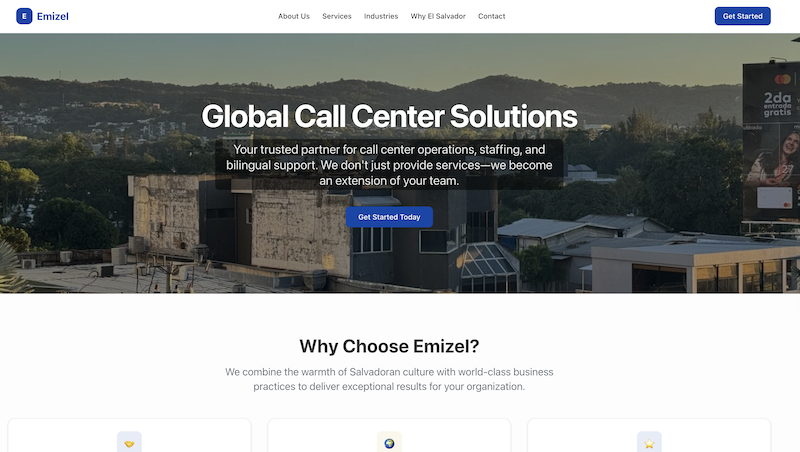 E Emizel
About Us Services Industries Why El Salvador Contact
Get Started
2da
entrada
gratis
Global Call Center Solutions
Your trusted partner for call center operations, staffing, and
bilingual support. We don't just provide services—we become
an extension of your team.
Get Started Today
Why Choose Emizel?
We combine the warmth of Salvadoran culture with world-class business
practices to deliver exceptional results for your organization.